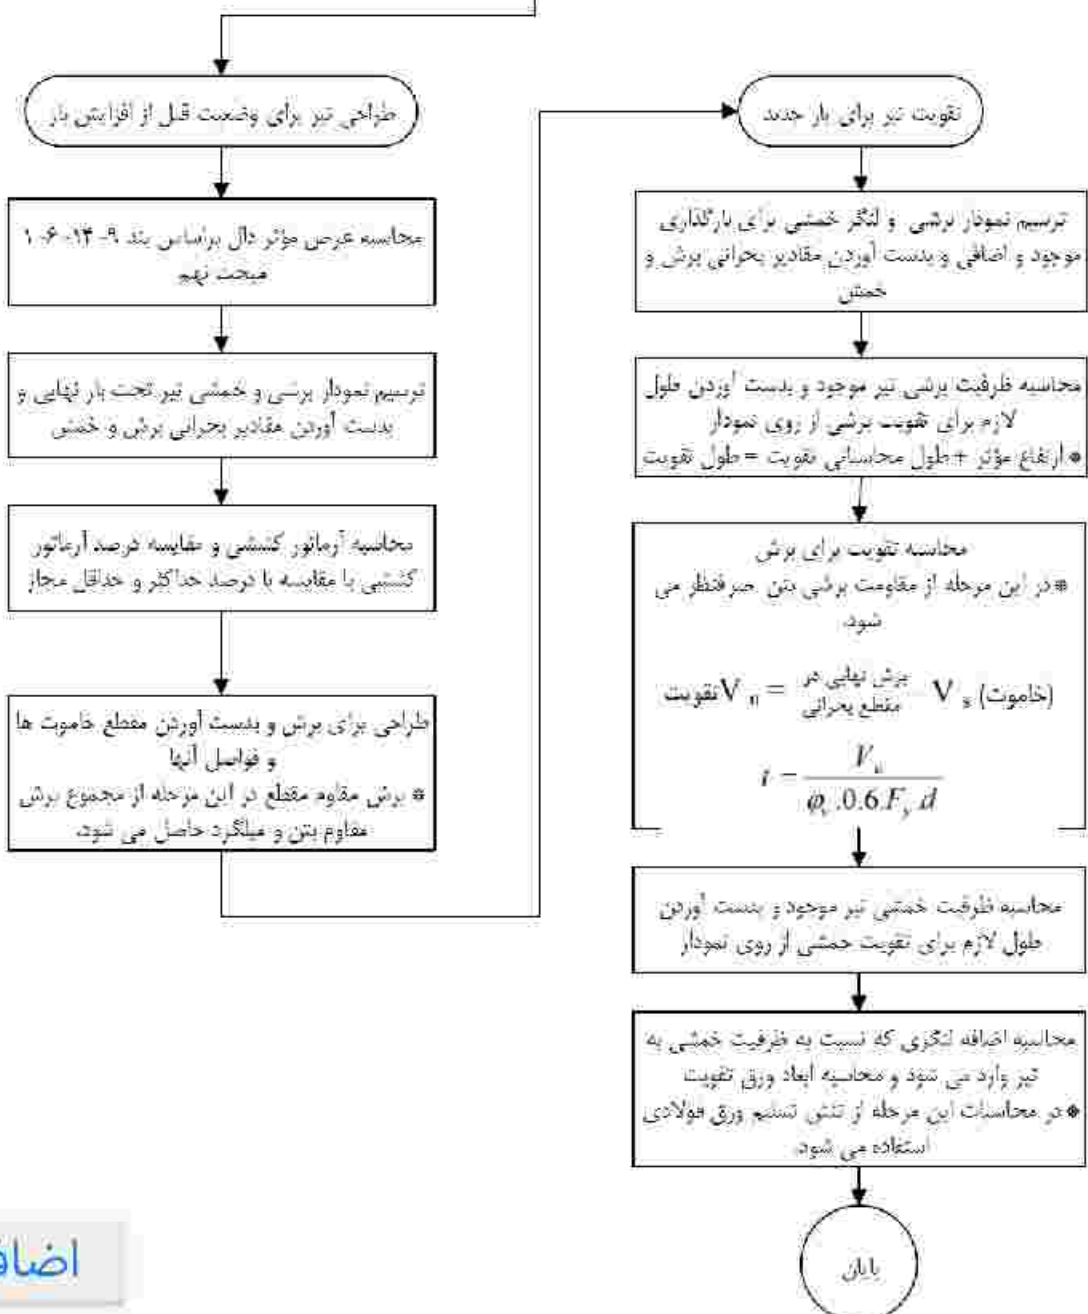 طراحی تیر برای وضعیت قبل از افزایش بار
محاسبه عرض مؤثر دال براساس بند ۹-۱۴-۶-۱
مبحث نهم
ترسیم نمودار برشی و خمشی تیر تحت بار نهایی و
بدست آوردن مقادیر بحرانی برش و خمش
محاسبه آرماتور کششی و مقایسه درصد آرماتور
کششی با مقایسه با درصد حداکثر و حداقل مجاز
طراحی برای برش و بدست آوردن مقطع خاموت ها
و فواصل آنها
* برش مقاوم مقطع در این مرحله از مجموع برش
مقاوم بتن و میلگرد حاصل می شود.
تقویت تیر برای بار جدید
ترسیم نمودار برشی و لنگر خمشی برای بارگذاری
موجود و اضافی و بدست آوردن مقادیر بحرانی برش و
خمش
محاسبه ظرفیت برشی تیر موجود و بدست آوردن طول
لازم برای تقویت برشی از روی نمودار
* ارتفاع مؤثر + طول محاسباتی تقویت = طول تقویت
محاسبه تقویت برای برش
* در این مرحله از مقاومت برشی بتن صرفنظر می
شود.
تقویت V u = برش نهایی در مقطع بحرانی - V s (خاموت)
t = V u / φ v .0.6.F y .d
محاسبه ظرفیت خمشی تیر موجود و بدست آوردن
طول لازم برای تقویت خمشی از روی نمودار
محاسبه اضافه لنگری که نسبت به ظرفیت خمشی به
تیر وارد می شود و محاسبه ابعاد ورق تقویت
* در محاسبات این مرحله از تنش تسلیم ورق فولادی
استفاده می شود.
پایان